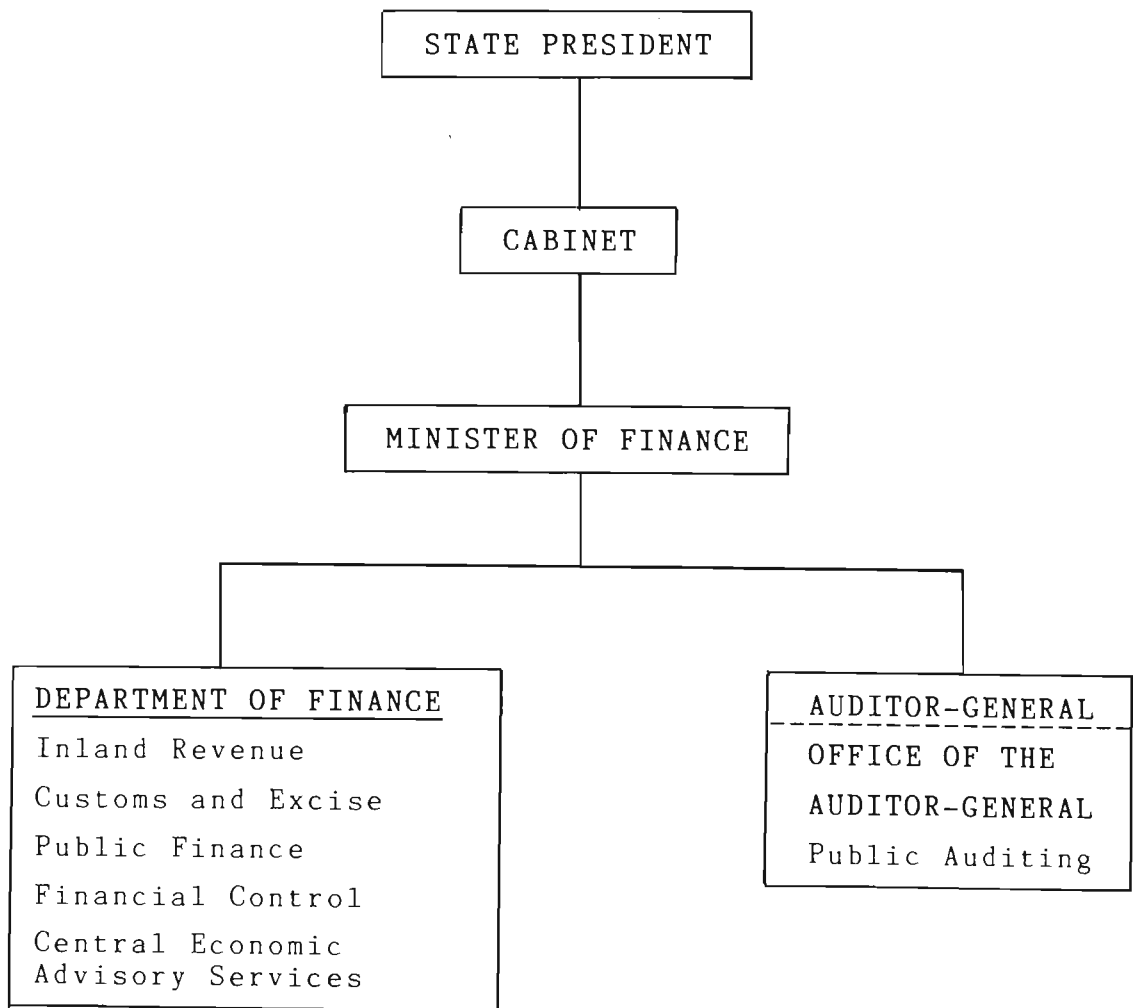 STATE PRESIDENT
CABINET
MINISTER OF FINANCE
DEPARTMENT OF FINANCE
Inland Revenue
Customs and Excise
Public Finance
Financial Control
Central Economic
Advisory Services
AUDITOR-GENERAL
OFFICE OF THE
AUDITOR-GENERAL
Public Auditing